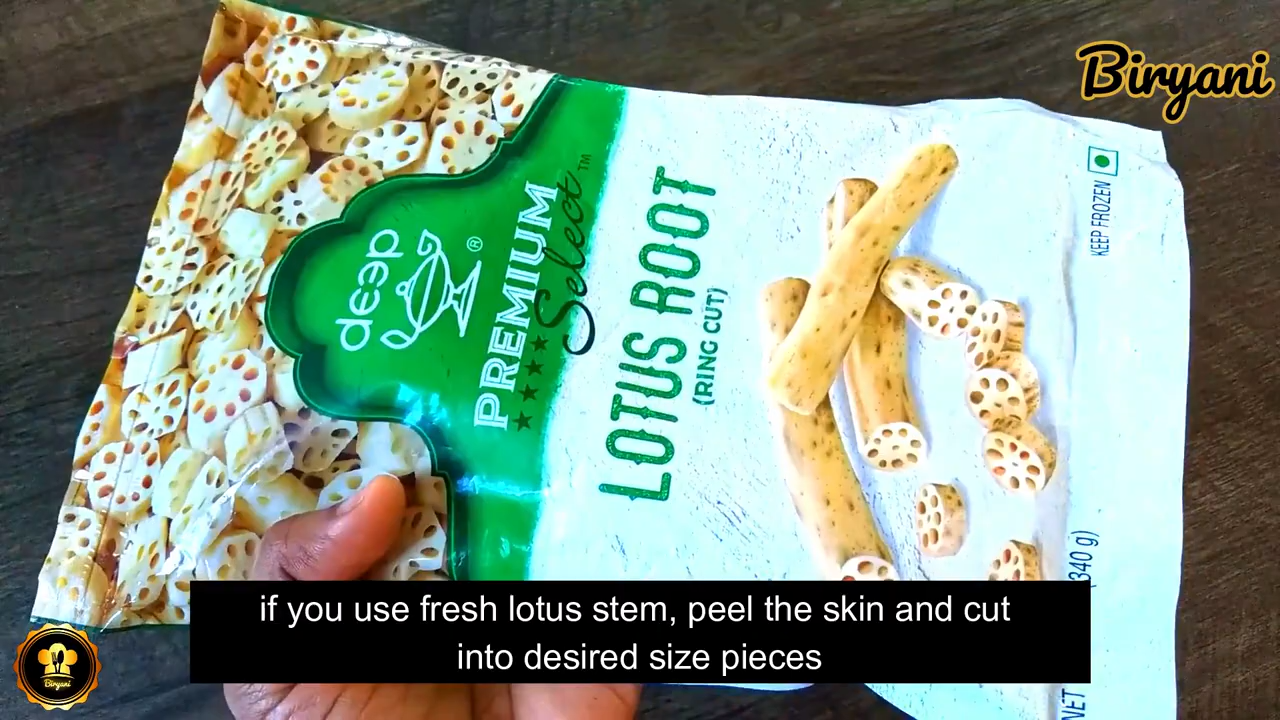 Biryani
deep
®
PREMIUM
Select™
LOTUS ROOT
(RING CUT)
KEEP FROZEN
NET
340 g)
if you use fresh lotus stem, peel the skin and cut
into desired size pieces
Biryani